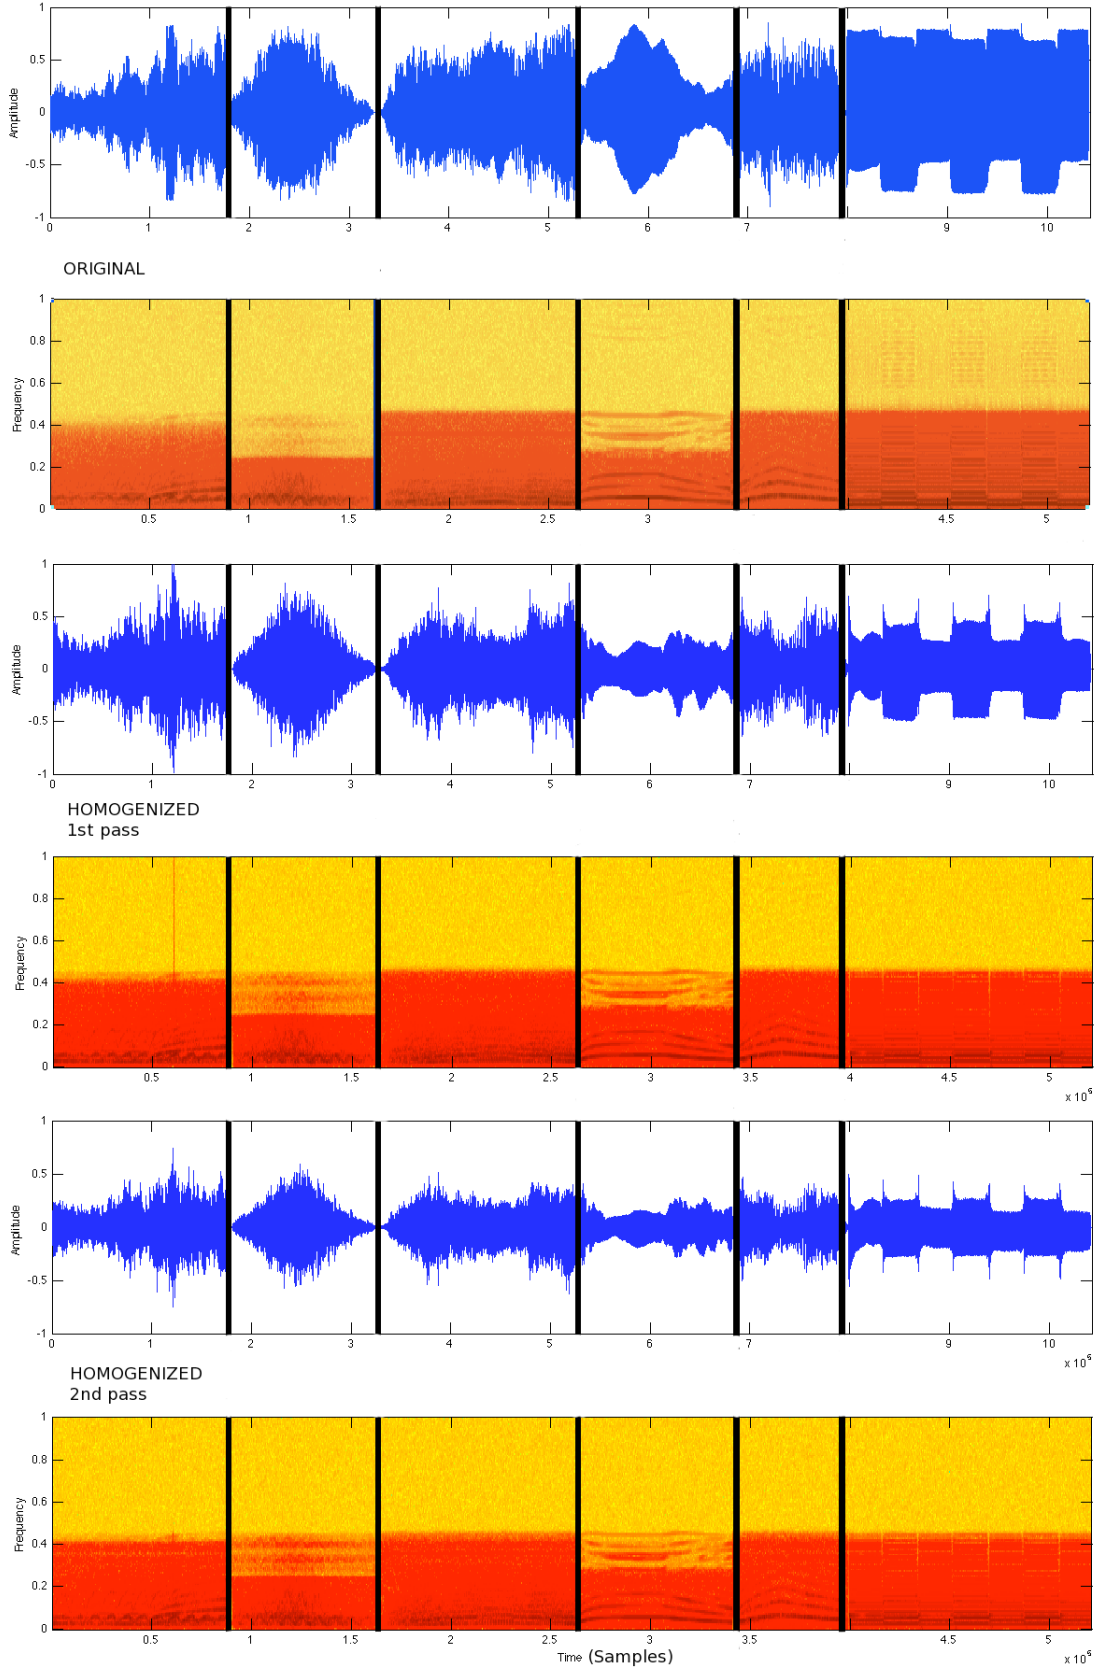 1
0.5
0
-0.5
-1
Amplitude
0 1 2 3 4 5 6 7 9 10
ORIGINAL
1
0.8
0.6
0.4
0.2
0
Frequency
0.5 1 1.5 2 2.5 3 4.5 5
1
0.5
0
-0.5
-1
Amplitude
0 1 2 3 4 5 6 7 9 10
HOMOGENIZED
1st pass
1
0.8
0.6
0.4
0.2
0
Frequency
0.5 1 1.5 2 2.5 3 3.5 4 4.5 5
x 10⁶
1
0.5
0
-0.5
-1
Amplitude
0 1 2 3 4 5 6 7 9 10
x 10⁶
HOMOGENIZED
2nd pass
1
0.8
0.6
0.4
0.2
0
Frequency
0.5 1 1.5 2 2.5 3 3.5 4.5 5
Time (Samples)
x 10⁶